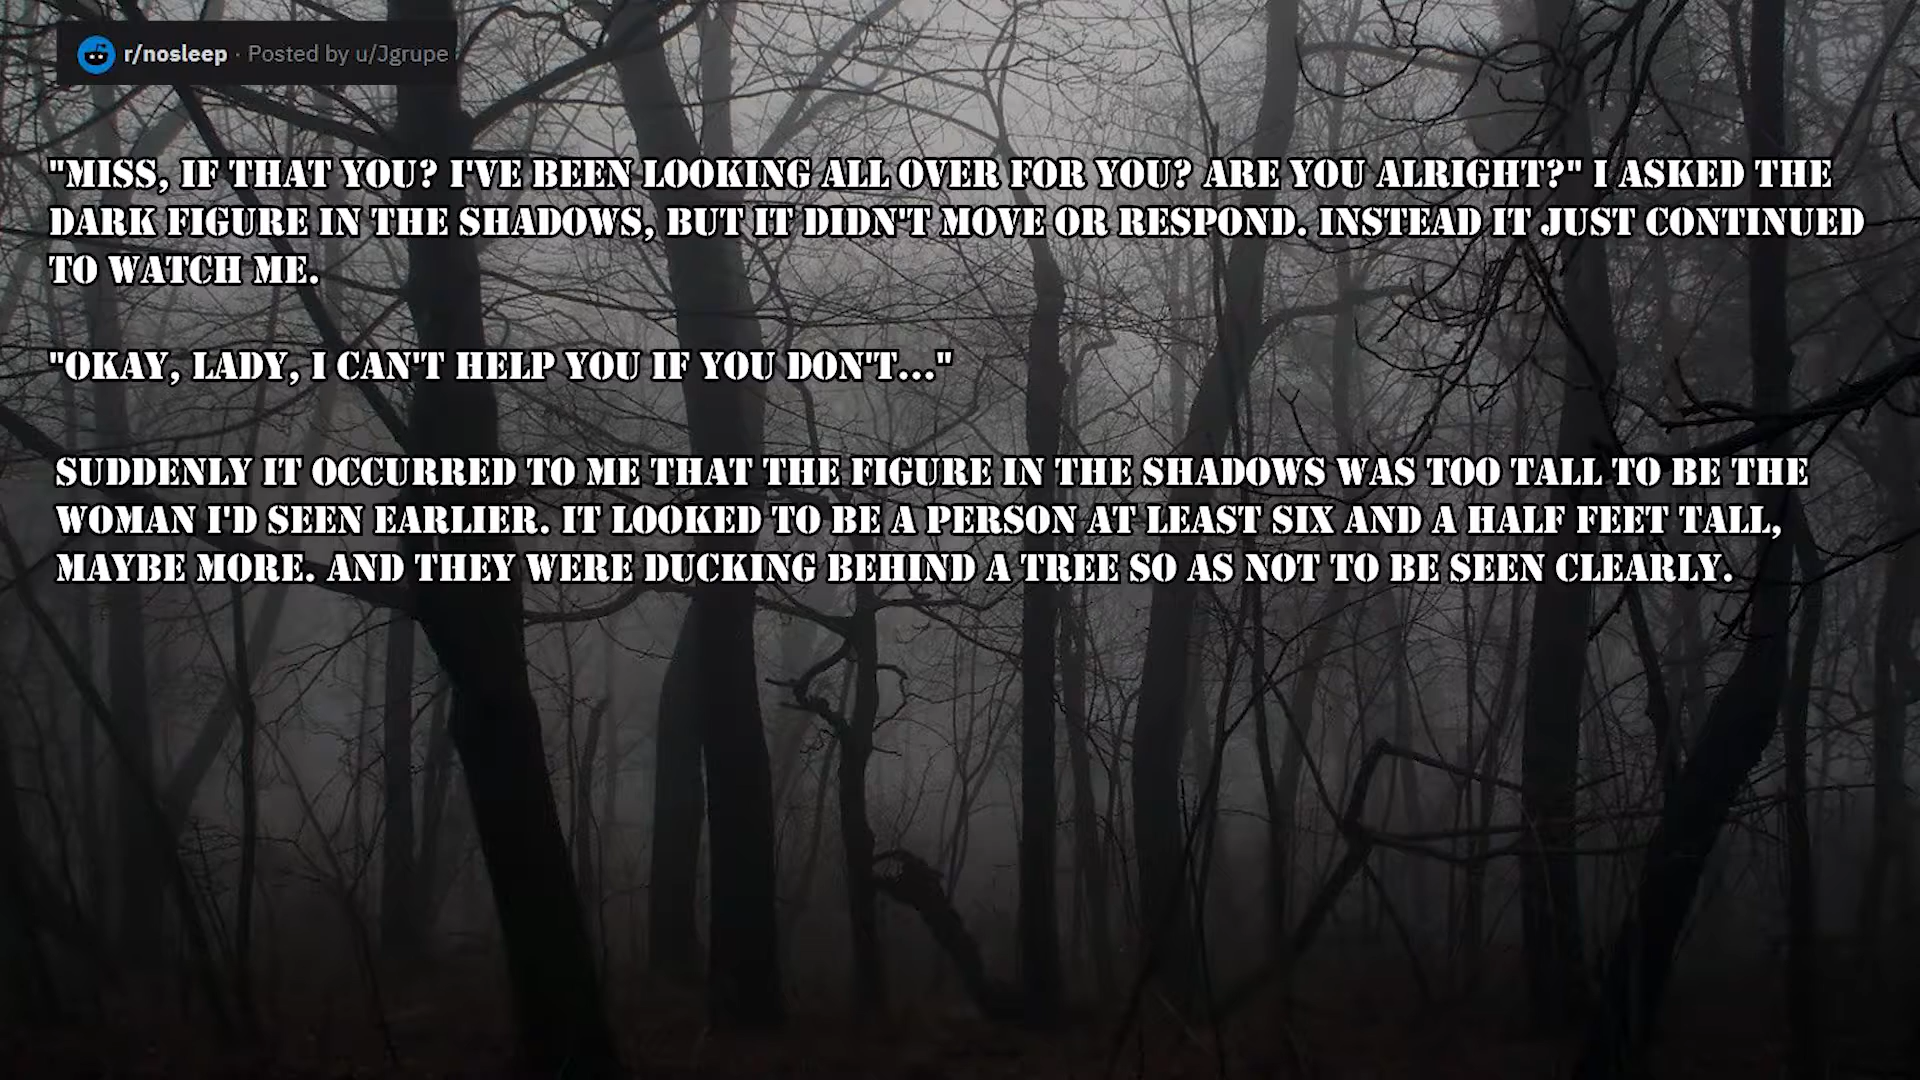 r/nosleep · Posted by u/Jgrupe
"MISS, IF THAT YOU? I'VE BEEN LOOKING ALL OVER FOR YOU? ARE YOU ALRIGHT?" I ASKED THE
DARK FIGURE IN THE SHADOWS, BUT IT DIDN'T MOVE OR RESPOND. INSTEAD IT JUST CONTINUED
TO WATCH ME.
"OKAY, LADY, I CAN'T HELP YOU IF YOU DON'T..."
SUDDENLY IT OCCURRED TO ME THAT THE FIGURE IN THE SHADOWS WAS TOO TALL TO BE THE
WOMAN I'D SEEN EARLIER. IT LOOKED TO BE A PERSON AT LEAST SIX AND A HALF FEET TALL,
MAYBE MORE. AND THEY WERE DUCKING BEHIND A TREE SO AS NOT TO BE SEEN CLEARLY.